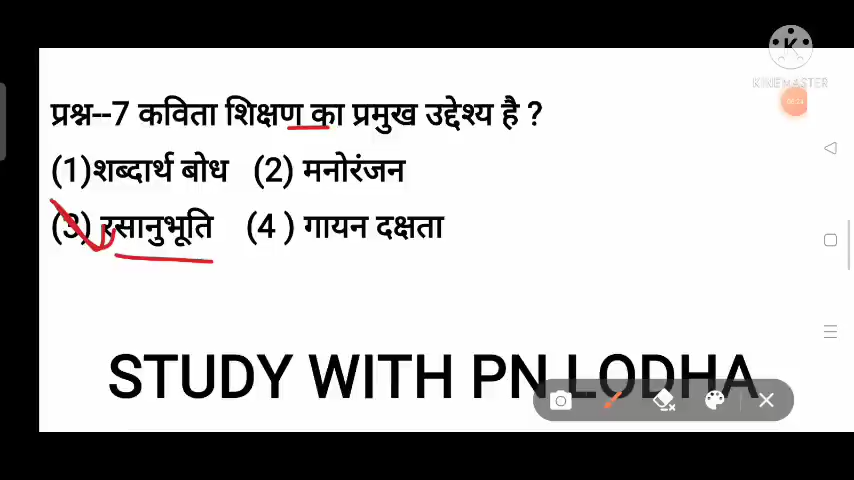 KINEMASTER
प्रश्न--7 कविता शिक्षण का प्रमुख उद्देश्य है ?
(1)शब्दार्थ बोध (2) मनोरंजन
(3) रसानुभूति (4 ) गायन दक्षता
STUDY WITH PN LODHA